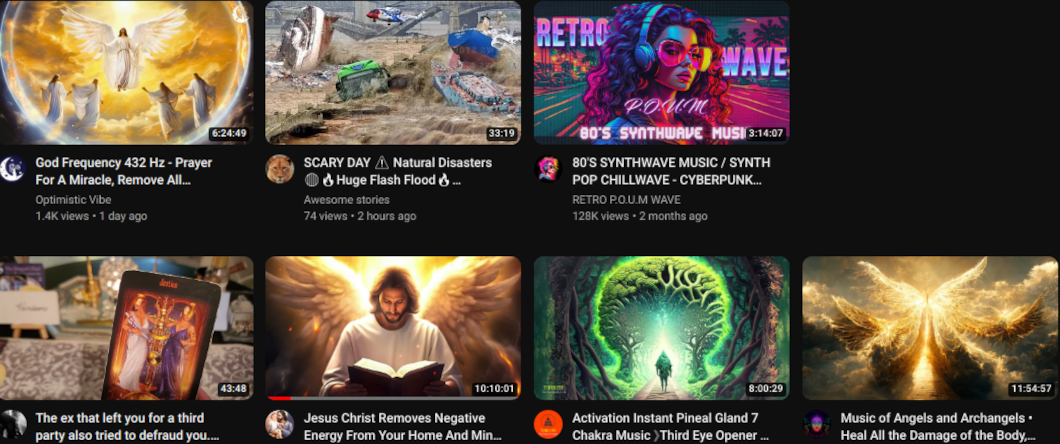 6:24:49
God Frequency 432 Hz - Prayer
For A Miracle, Remove All...
Optimistic Vibe
1.4K views • 1 day ago
33:19
SCARY DAY ⚠ Natural Disasters
🌐🔥Huge Flash Flood🔥...
Awesome stories
74 views • 2 hours ago
RETRO
WAVE
P.O.U.M
80'S SYNTHWAVE MUSI
3:14:07
80'S SYNTHWAVE MUSIC / SYNTH
POP CHILLWAVE - CYBERPUNK...
RETRO P.O.U.M WAVE
128K views • 2 months ago
Justice
43:48
The ex that left you for a third
party also tried to defraud you....
10:10:01
Jesus Christ Removes Negative
Energy From Your Home And Min...
8:00:29
Activation Instant Pineal Gland 7
Chakra Music 》Third Eye Opener ...
11:54:57
Music of Angels and Archangels •
Heal All the Damage of the Body,...